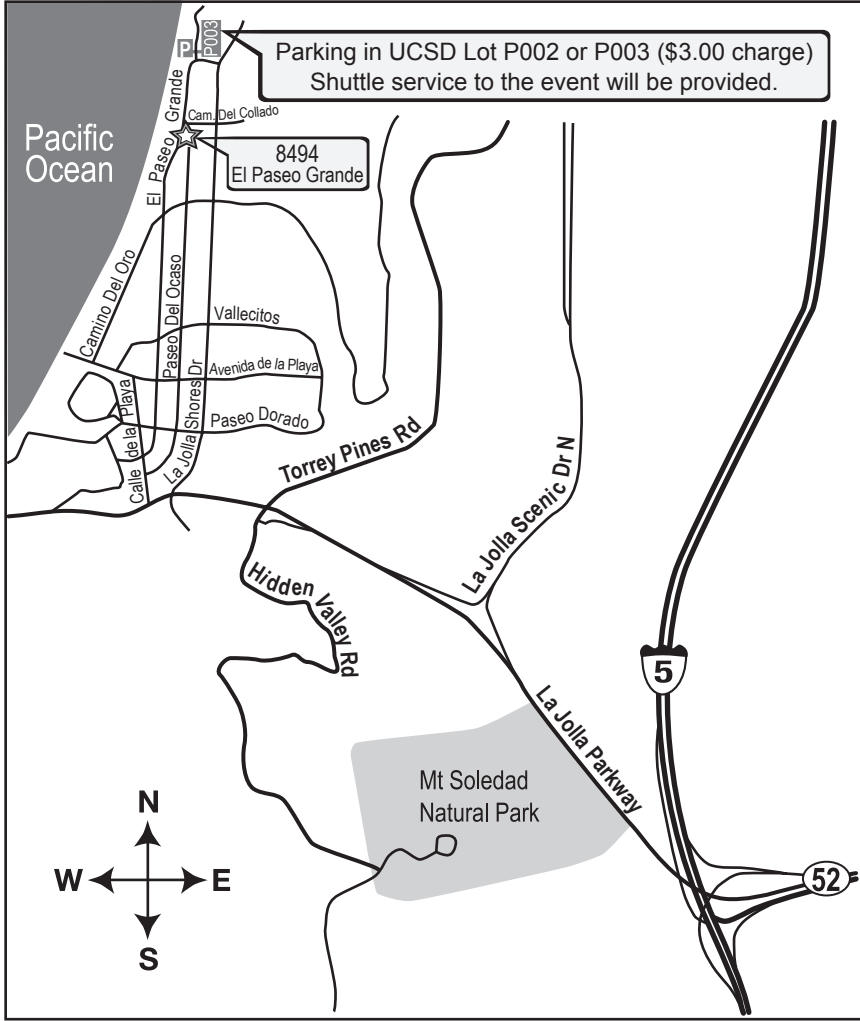 P
P003
Parking in UCSD Lot P002 or P003 ($3.00 charge)
Shuttle service to the event will be provided.
Pacific
Ocean
El Paseo Grande
Cam. Del Collado
8494
El Paseo Grande
Camino Del Oro
Paseo Del Ocaso
Vallecitos
Avenida de la Playa
Calle de la Playa
La Jolla Shores Dr
Paseo Dorado
Torrey Pines Rd
La Jolla Scenic Dr N
Hidden Valley Rd
5
La Jolla Parkway
Mt Soledad
Natural Park
N
W
E
S
52